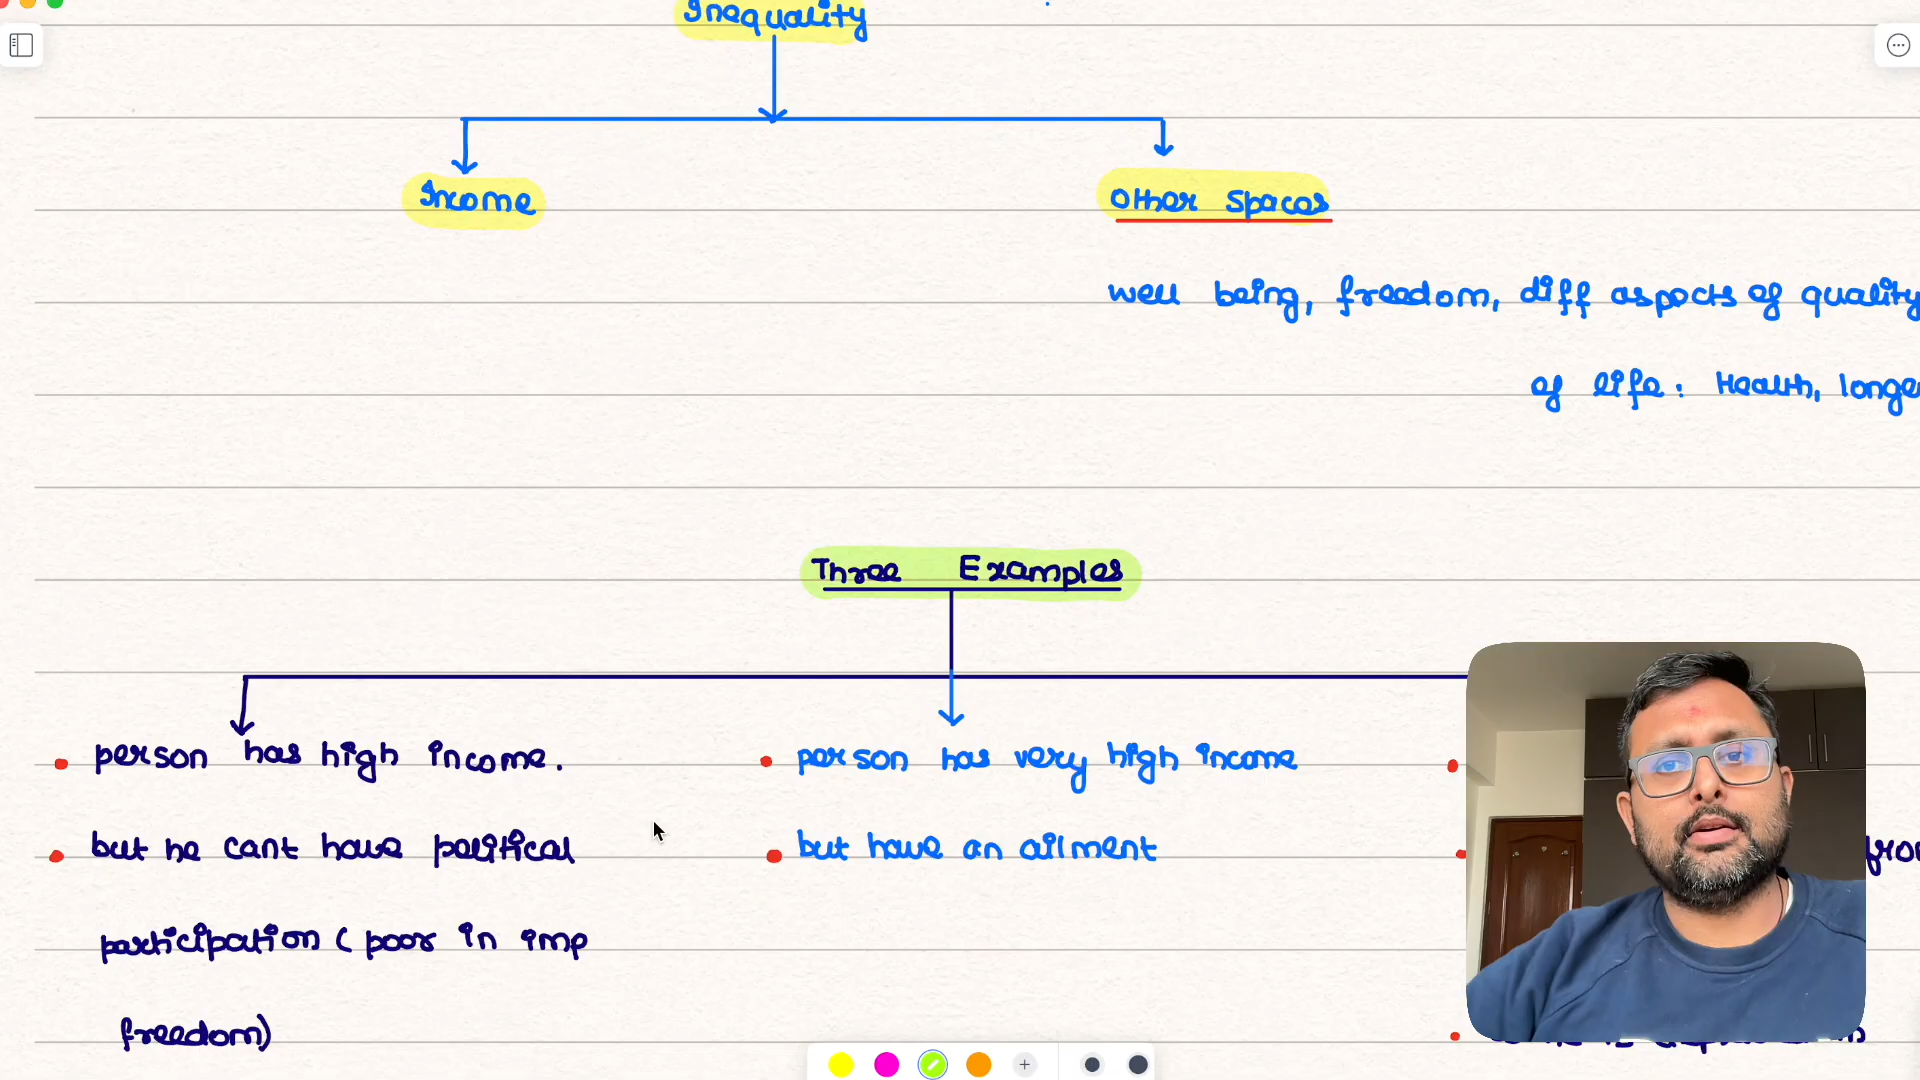 Inequality
Income
Other Spaces
well being, freedom, diff aspects of quality
of life: Health, longe
Three Examples
person has high income.
but he cant have political
participation ( poor in imp
freedom)
person has very high income
but have an ailment
fro